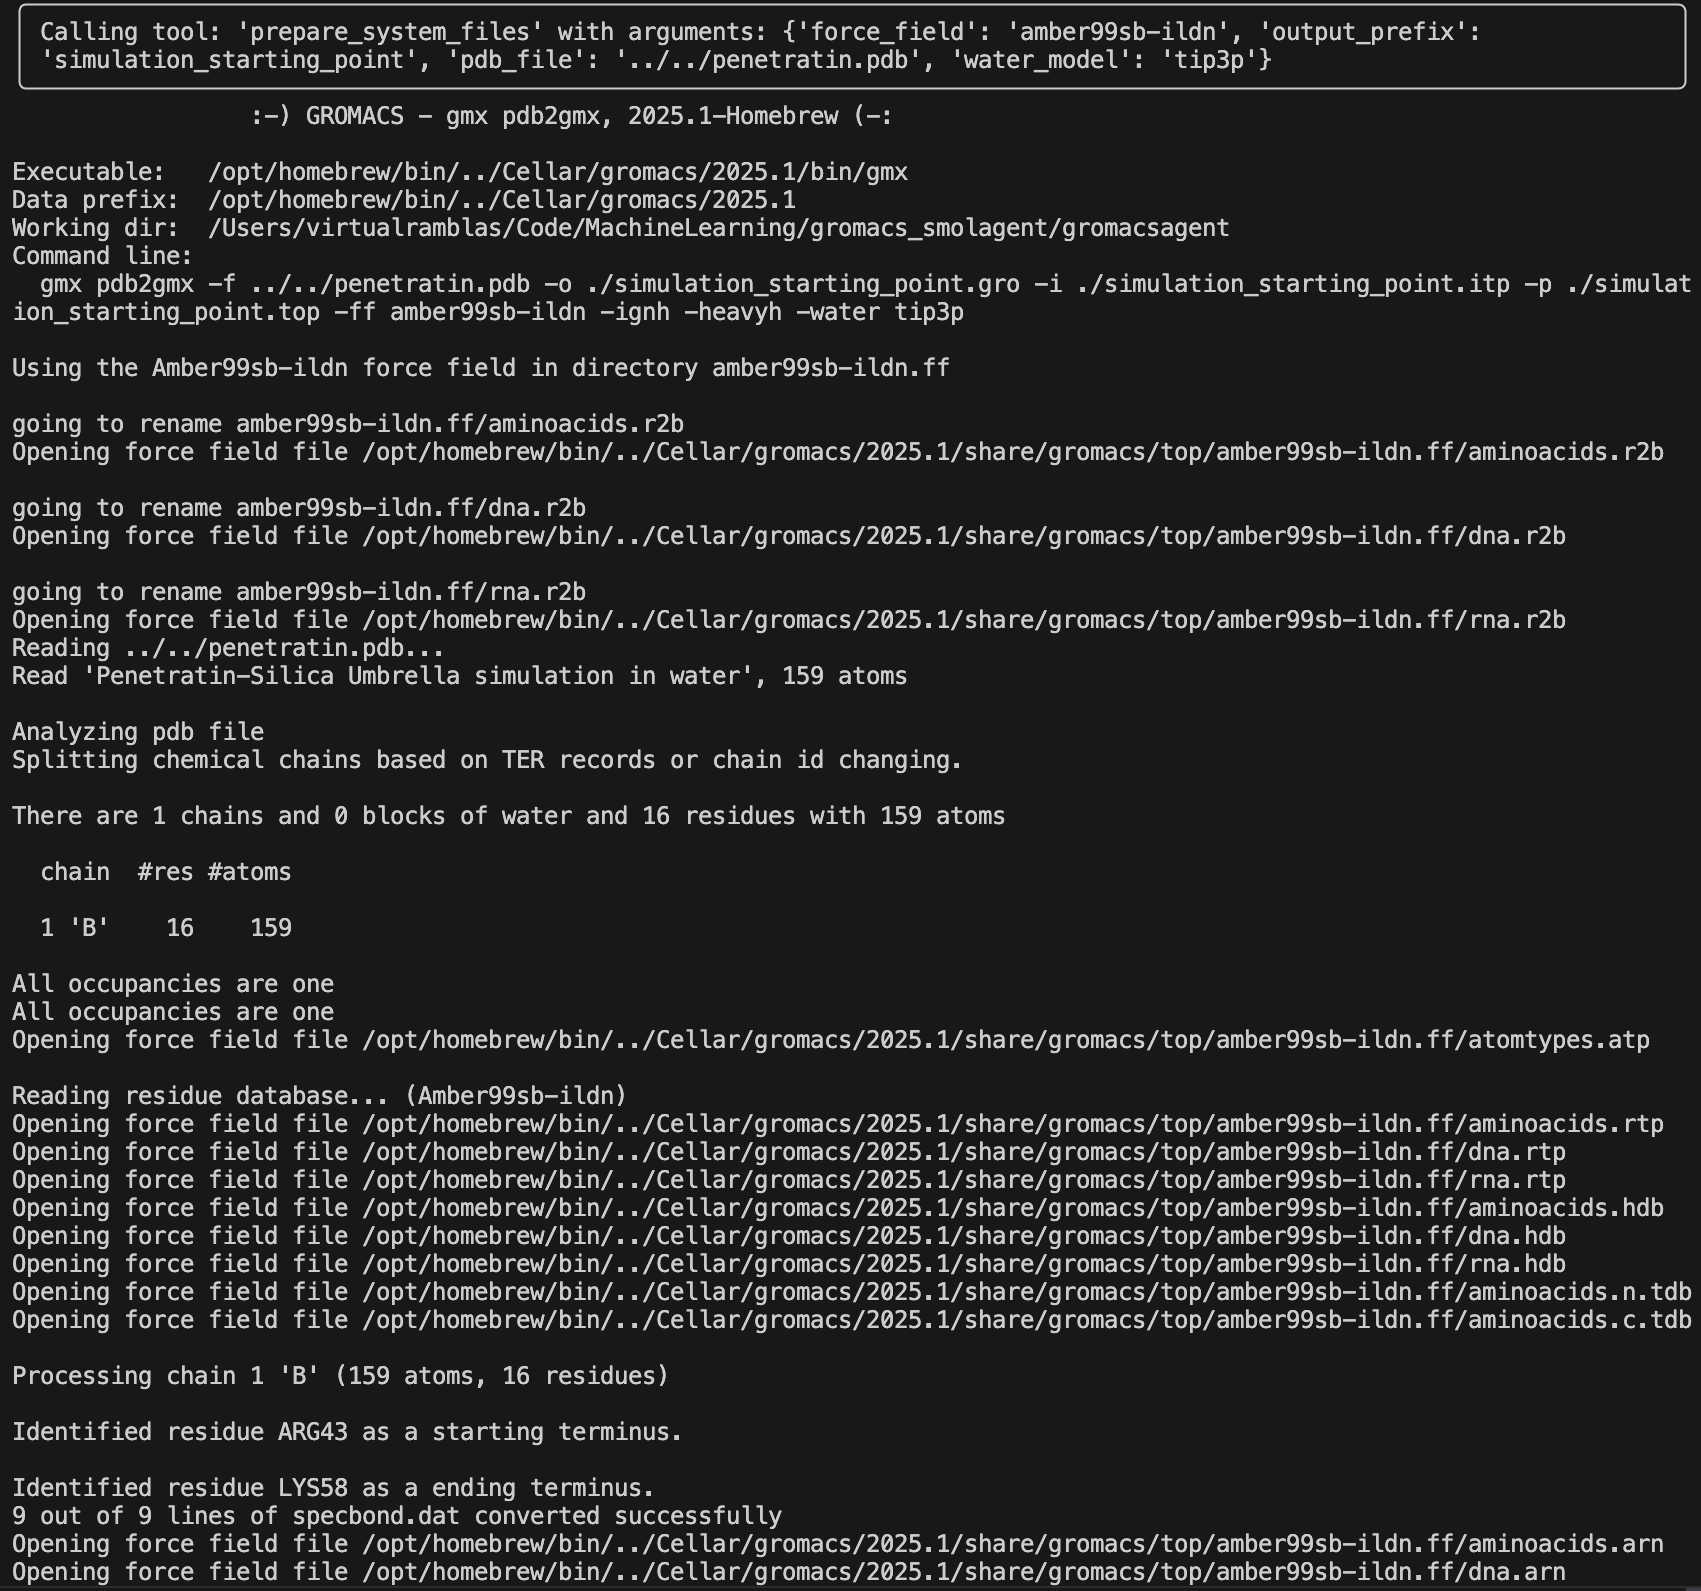 Calling tool: 'prepare_system_files' with arguments: {'force_field': 'amber99sb-ildn', 'output_prefix':
'simulation_starting_point', 'pdb_file': '../../penetratin.pdb', 'water_model': 'tip3p'}
:-) GROMACS - gmx pdb2gmx, 2025.1-Homebrew (-:
Executable:   /opt/homebrew/bin/../Cellar/gromacs/2025.1/bin/gmx
Data prefix:  /opt/homebrew/bin/../Cellar/gromacs/2025.1
Working dir:  /Users/virtualramblas/Code/MachineLearning/gromacs_smolagent/gromacsagent
Command line:
  gmx pdb2gmx -f ../../penetratin.pdb -o ./simulation_starting_point.gro -i ./simulation_starting_point.itp -p ./simulat
ion_starting_point.top -ff amber99sb-ildn -ignh -heavyh -water tip3p
Using the Amber99sb-ildn force field in directory amber99sb-ildn.ff
going to rename amber99sb-ildn.ff/aminoacids.r2b
Opening force field file /opt/homebrew/bin/../Cellar/gromacs/2025.1/share/gromacs/top/amber99sb-ildn.ff/aminoacids.r2b
going to rename amber99sb-ildn.ff/dna.r2b
Opening force field file /opt/homebrew/bin/../Cellar/gromacs/2025.1/share/gromacs/top/amber99sb-ildn.ff/dna.r2b
going to rename amber99sb-ildn.ff/rna.r2b
Opening force field file /opt/homebrew/bin/../Cellar/gromacs/2025.1/share/gromacs/top/amber99sb-ildn.ff/rna.r2b
Reading ../../penetratin.pdb...
Read 'Penetratin-Silica Umbrella simulation in water', 159 atoms
Analyzing pdb file
Splitting chemical chains based on TER records or chain id changing.
There are 1 chains and 0 blocks of water and 16 residues with 159 atoms
  chain  #res #atoms
  1 'B'    16    159
All occupancies are one
All occupancies are one
Opening force field file /opt/homebrew/bin/../Cellar/gromacs/2025.1/share/gromacs/top/amber99sb-ildn.ff/atomtypes.atp
Reading residue database... (Amber99sb-ildn)
Opening force field file /opt/homebrew/bin/../Cellar/gromacs/2025.1/share/gromacs/top/amber99sb-ildn.ff/aminoacids.rtp
Opening force field file /opt/homebrew/bin/../Cellar/gromacs/2025.1/share/gromacs/top/amber99sb-ildn.ff/dna.rtp
Opening force field file /opt/homebrew/bin/../Cellar/gromacs/2025.1/share/gromacs/top/amber99sb-ildn.ff/rna.rtp
Opening force field file /opt/homebrew/bin/../Cellar/gromacs/2025.1/share/gromacs/top/amber99sb-ildn.ff/aminoacids.hdb
Opening force field file /opt/homebrew/bin/../Cellar/gromacs/2025.1/share/gromacs/top/amber99sb-ildn.ff/dna.hdb
Opening force field file /opt/homebrew/bin/../Cellar/gromacs/2025.1/share/gromacs/top/amber99sb-ildn.ff/rna.hdb
Opening force field file /opt/homebrew/bin/../Cellar/gromacs/2025.1/share/gromacs/top/amber99sb-ildn.ff/aminoacids.n.tdb
Opening force field file /opt/homebrew/bin/../Cellar/gromacs/2025.1/share/gromacs/top/amber99sb-ildn.ff/aminoacids.c.tdb
Processing chain 1 'B' (159 atoms, 16 residues)
Identified residue ARG43 as a starting terminus.
Identified residue LYS58 as a ending terminus.
9 out of 9 lines of specbond.dat converted successfully
Opening force field file /opt/homebrew/bin/../Cellar/gromacs/2025.1/share/gromacs/top/amber99sb-ildn.ff/aminoacids.arn
Opening force field file /opt/homebrew/bin/../Cellar/gromacs/2025.1/share/gromacs/top/amber99sb-ildn.ff/dna.arn